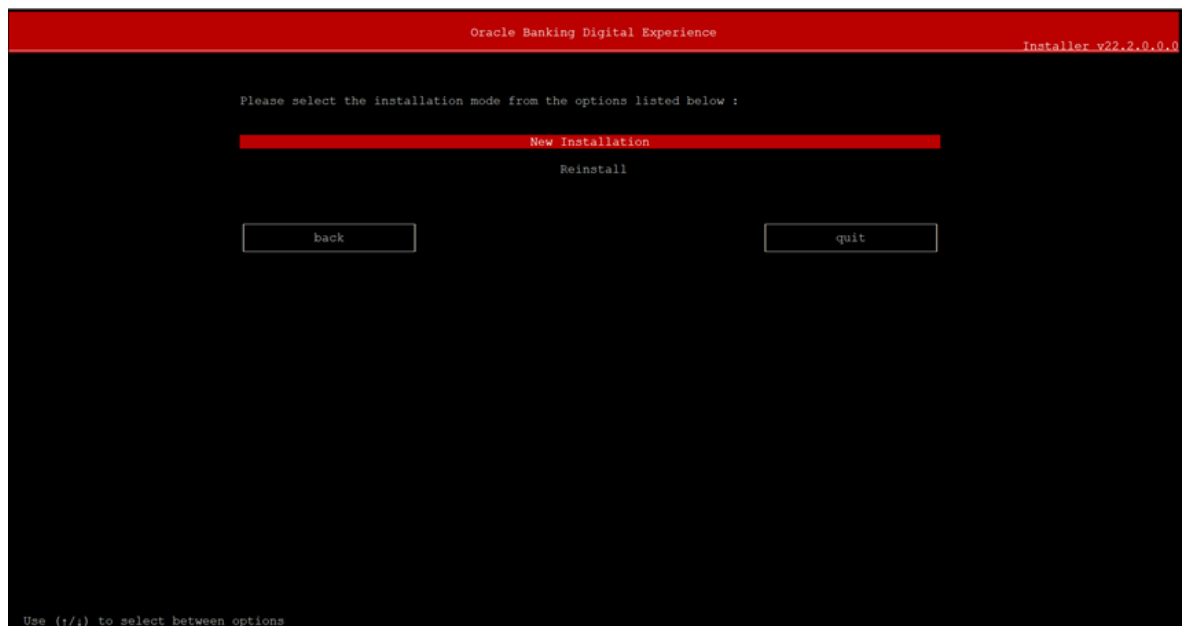 Oracle Banking Digital Experience
Installer v22.2.0.0.0
Please select the installation mode from the options listed below :
New Installation
Reinstall
back
quit
Use (↑/↓) to select between options